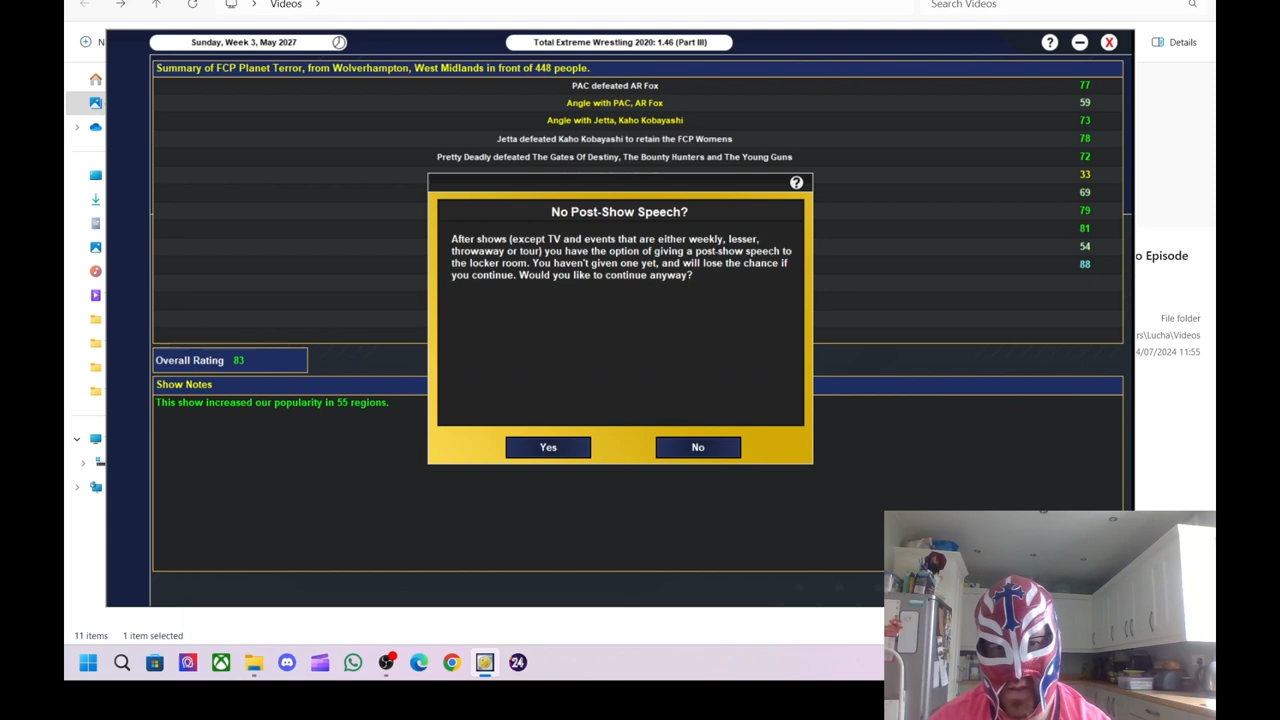 Videos
Search Videos
N
Sunday, Week 3, May 2027
Total Extreme Wrestling 2020: 1.46 (Part III)
?
X
Details
Summary of FCP Planet Terror, from Wolverhampton, West Midlands in front of 448 people.
PAC defeated AR Fox 77
Angle with PAC, AR Fox 59
Angle with Jetta, Kaho Kobayashi 73
Jetta defeated Kaho Kobayashi to retain the FCP Womens 78
Pretty Deadly defeated The Gates Of Destiny, The Bounty Hunters and The Young Guns 72
33
69
79
81
54
88
?
No Post-Show Speech?
After shows (except TV and events that are either weekly, lesser,
throwaway or tour) you have the option of giving a post-show speech to
the locker room. You haven't given one yet, and will lose the chance if
you continue. Would you like to continue anyway?
Yes
No
o Episode
File folder
rs\Lucha\Videos
4/07/2024 11:55
Overall Rating 83
Show Notes
This show increased our popularity in 55 regions.
11 items
1 item selected
24